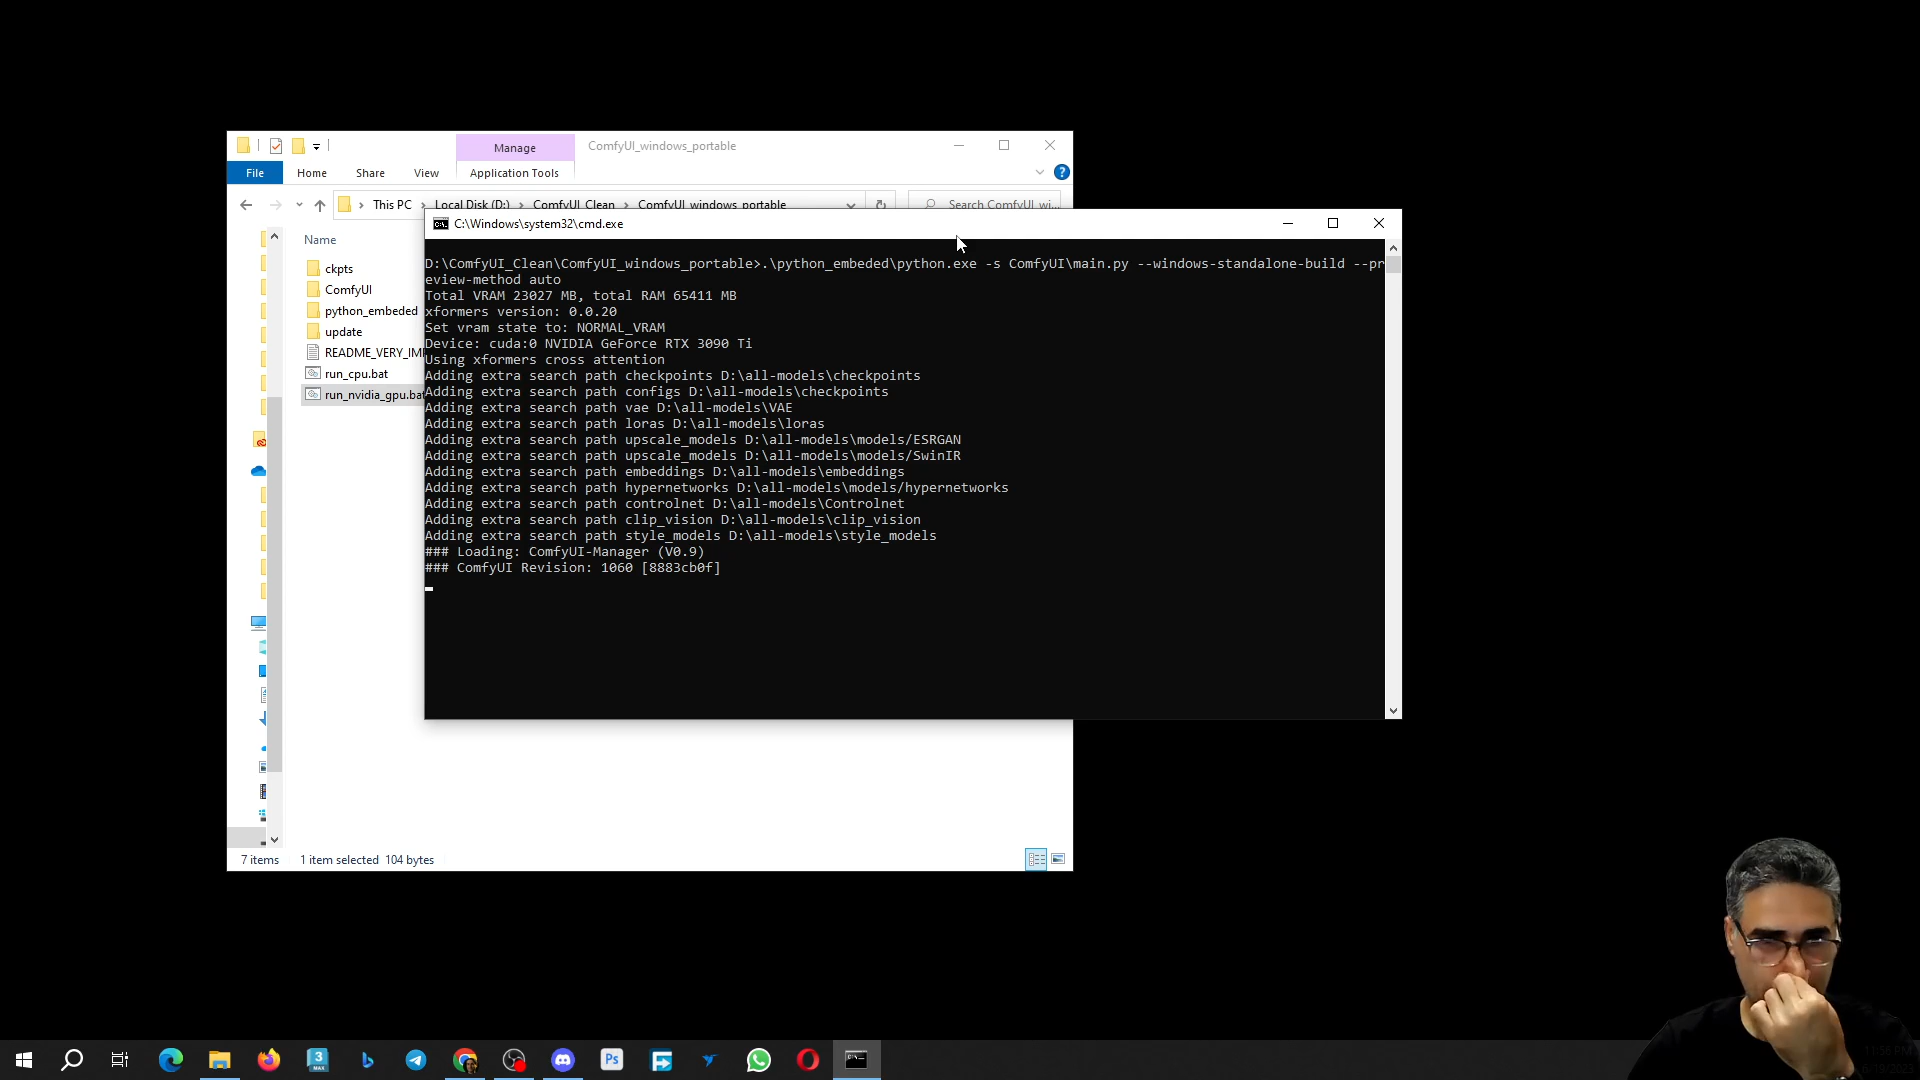 Manage
ComfyUI_windows_portable
File
Home
Share
View
Application Tools
This PC
Local Disk (D:)
ComfyUI_Clean
ComfyUI_windows_portable
Search ComfyUI_wi...
Name
ckpts
ComfyUI
python_embeded
update
README_VERY_IM
run_cpu.bat
run_nvidia_gpu.bat
7 items
1 item selected
104 bytes
C:\Windows\system32\cmd.exe
D:\ComfyUI_Clean\ComfyUI_windows_portable>.\python_embeded\python.exe -s ComfyUI\main.py --windows-standalone-build --pr
eview-method auto
Total VRAM 23027 MB, total RAM 65411 MB
xformers version: 0.0.20
Set vram state to: NORMAL_VRAM
Device: cuda:0 NVIDIA GeForce RTX 3090 Ti
Using xformers cross attention
Adding extra search path checkpoints D:\all-models\checkpoints
Adding extra search path configs D:\all-models\checkpoints
Adding extra search path vae D:\all-models\VAE
Adding extra search path loras D:\all-models\loras
Adding extra search path upscale_models D:\all-models\models/ESRGAN
Adding extra search path upscale_models D:\all-models\models/SwinIR
Adding extra search path embeddings D:\all-models\embeddings
Adding extra search path hypernetworks D:\all-models\models/hypernetworks
Adding extra search path controlnet D:\all-models\Controlnet
Adding extra search path clip_vision D:\all-models\clip_vision
Adding extra search path style_models D:\all-models\style_models
### Loading: ComfyUI-Manager (V0.9)
### ComfyUI Revision: 1060 [8883cb0f]
3
MAX
Ps